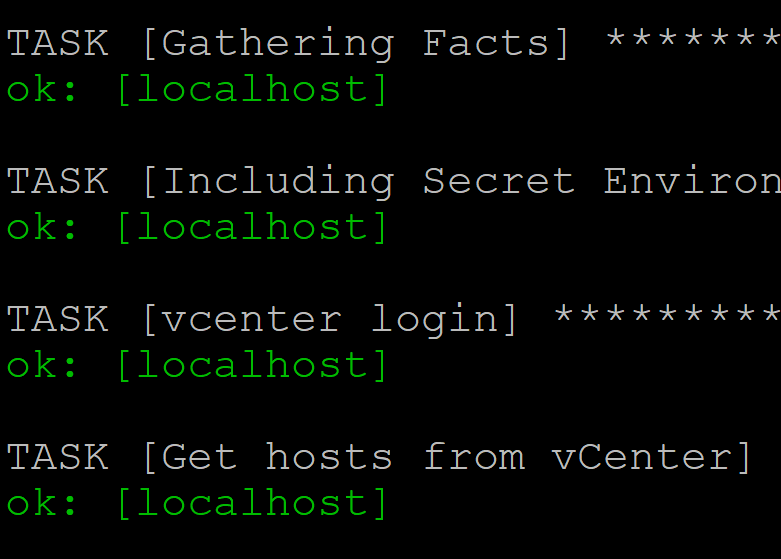 TASK [Gathering Facts] *******
ok: [localhost]
TASK [Including Secret Environ
ok: [localhost]
TASK [vcenter login] *********
ok: [localhost]
TASK [Get hosts from vCenter]
ok: [localhost]